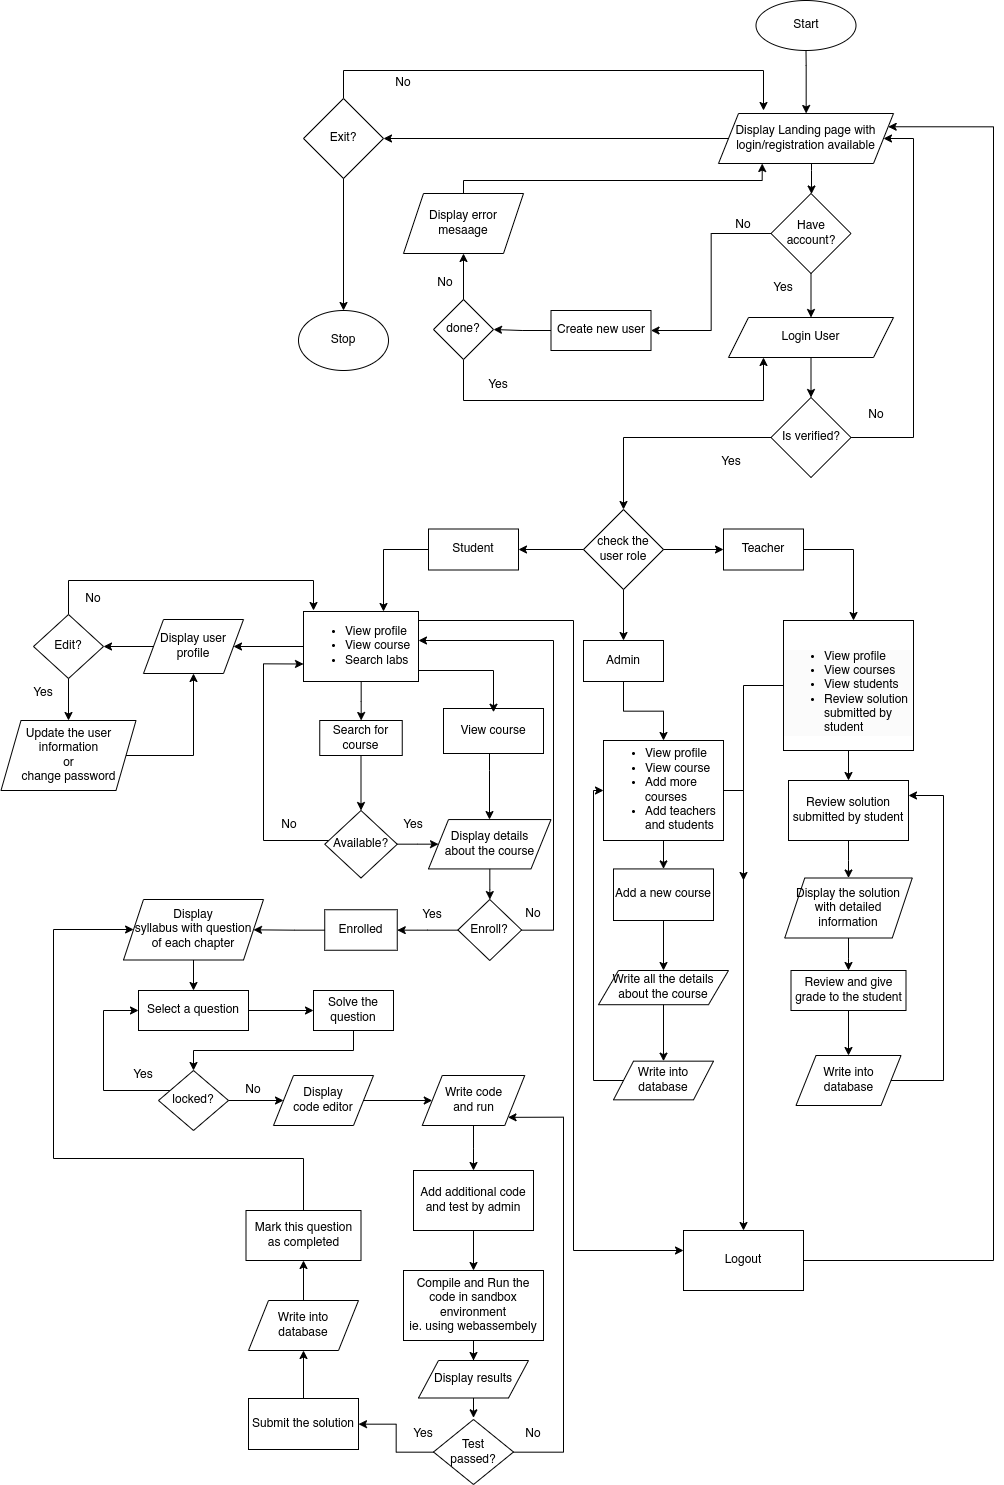 Start
No
Exit?
Display Landing page with
login/registration available
Display error
mesaage
No
Have
account?
No
Yes
Stop
done?
Create new user
Login User
Yes
No
Is verified?
Yes
Student
check the
user role
Teacher
No
Edit?
Display user
profile
• View profile
• View course
• Search labs
Admin
• View profile
• View courses
• View students
• Review solution
submitted by
student
Yes
Update the user
information
or
change password
Search for
course
View course
• View profile
• View course
• Add more
courses
• Add teachers
and students
Review solution
submitted by student
No
Available?
Yes
Display details
about the course
Add a new course
Display the solution
with detailed
information
Display
syllabus with question
of each chapter
Enrolled
Yes
Enroll?
No
Write all the details
about the course
Review and give
grade to the student
Select a question
Solve the
question
Yes
locked?
No
Display
code editor
Write code
and run
Write into
database
Write into
database
Add additional code
and test by admin
Mark this question
as completed
Logout
Compile and Run the
code in sandbox
environment
ie. using webassembely
Write into
database
Display results
Submit the solution
Yes
Test
passed?
No